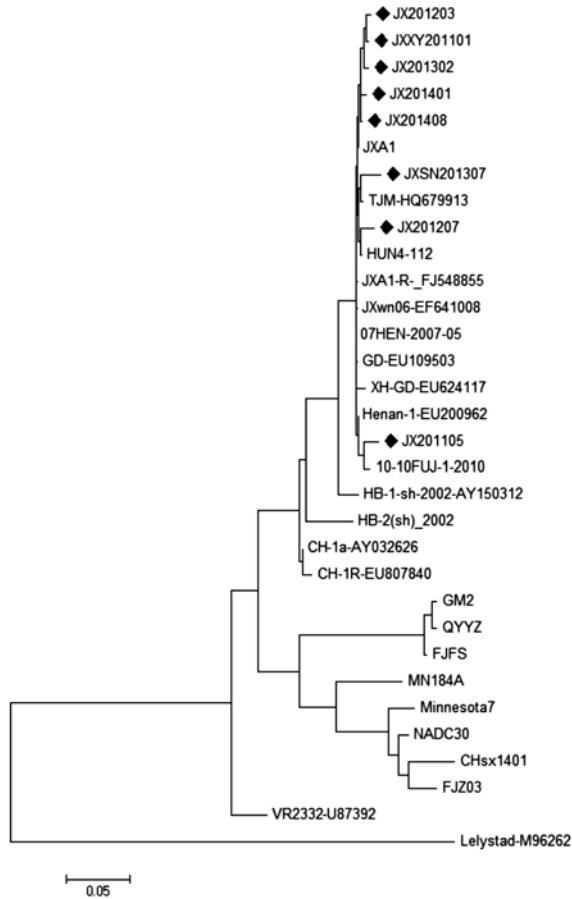 JX201203
JXXY201101
JX201302
JX201401
JX201408
JXA1
JXSN201307
TJM-HQ679913
JX201207
HUN4-112
JXA1-R-_FJ548855
JXwn06-EF641008
07HEN-2007-05
GD-EU109503
XH-GD-EU624117
Henan-1-EU200962
JX201105
10-10FUJ-1-2010
HB-1-sh-2002-AY150312
HB-2(sh)_2002
CH-1a-AY032626
CH-1R-EU807840
GM2
QYYZ
FJFS
MN184A
Minnesota7
NADC30
CHsx1401
FJZ03
VR2332-U87392
Lelystad-M96262
0.05